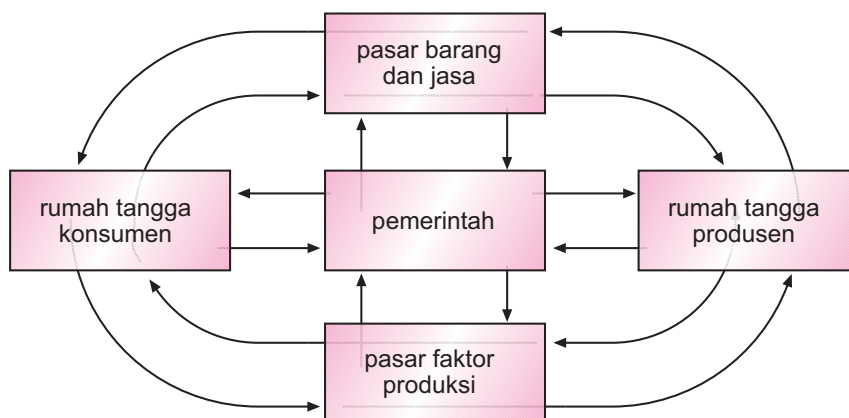 pasar barang
dan jasa
rumah tangga
konsumen
pemerintah
rumah tangga
produsen
pasar faktor
produksi